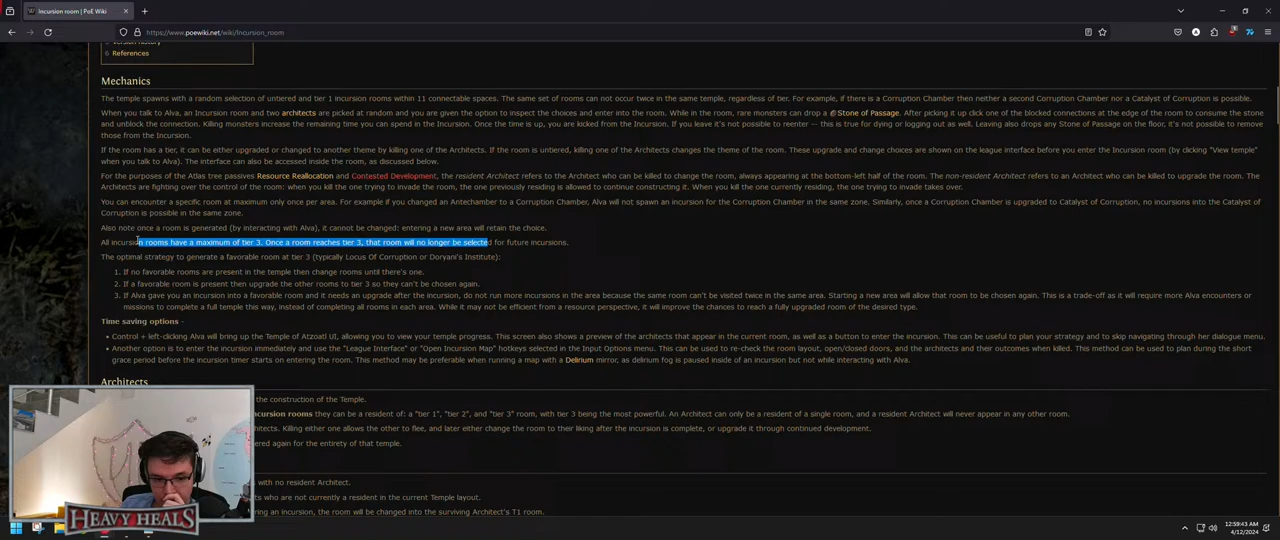 Incursion room | PoE Wiki
https://www.poewiki.net/wiki/Incursion_room
6 References
Mechanics
The temple spawns with a random selection of untiered and tier 1 incursion rooms within 11 connectable spaces. The same set of rooms can not occur twice in the same temple, regardless of tier. For example, if there is a Corruption Chamber then neither a second Corruption Chamber nor a Catalyst of Corruption is possible.
When you talk to Alva, an Incursion room and two architects are picked at random and you are given the option to inspect the choices and enter into the room. While in the room, rare monsters can drop a Stone of Passage. After picking it up click one of the blocked connections at the edge of the room to consume the stone
and unblock the connection. Killing monsters increase the remaining time you can spend in the Incursion. Once the time is up, you are kicked from the Incursion. If you leave it's not possible to reenter -- this is true for dying or logging out as well. Leaving also drops any Stone of Passage on the floor, it's not possible to remove
those from the Incursion.
If the room has a tier, it can be either upgraded or changed to another theme by killing one of the Architects. If the room is untiered, killing one of the Architects changes the theme of the room. These upgrade and change choices are shown on the league interface before you enter the Incursion room (by clicking "View temple"
when you talk to Alva). The interface can also be accessed inside the room, as discussed below.
For the purposes of the Atlas tree passives Resource Reallocation and Contested Development, the resident Architect refers to the Architect who can be killed to change the room, always appearing at the bottom-left half of the room. The non-resident Architect refers to an Architect who can be killed to upgrade the room. The
Architects are fighting over the control of the room: when you kill the one trying to invade the room, the one previously residing is allowed to continue constructing it. When you kill the one currently residing, the one trying to invade takes over.
You can encounter a specific room at maximum only once per area. For example if you changed an Antechamber to a Corruption Chamber, Alva will not spawn an incursion for the Corruption Chamber in the same zone. Similarly, once a Corruption Chamber is upgraded to Catalyst of Corruption, no incursions into the Catalyst of
Corruption is possible in the same zone.
Also note once a room is generated (by interacting with Alva), it cannot be changed: entering a new area will retain the choice.
All incursion rooms have a maximum of tier 3. Once a room reaches tier 3, that room will no longer be selected for future incursions.
The optimal strategy to generate a favorable room at tier 3 (typically Locus Of Corruption or Doryani's Institute):
1. If no favorable rooms are present in the temple then change rooms until there's one.
2. If a favorable room is present then upgrade the other rooms to tier 3 so they can't be chosen again.
3. If Alva gave you an incursion into a favorable room and it needs an upgrade after the incursion, do not run more incursions in the area because the same room can't be visited twice in the same area. Starting a new area will allow that room to be chosen again. This is a trade-off as it will require more Alva encounters or
missions to complete a full temple this way, instead of completing all rooms in each area. While it may not be efficient from a resource perspective, it will improve the chances to reach a fully upgraded room of the desired type.
Time saving options -
• Control + left-clicking Alva will bring up the Temple of Atzoatl UI, allowing you to view your temple progress. This screen also shows a preview of the architects that appear in the current room, as well as a button to enter the incursion. This can be useful to plan your strategy and to skip navigating through her dialogue menu.
• Another option is to enter the incursion immediately and use the "League Interface" or "Open Incursion Map" hotkeys selected in the Input Options menu. This can be used to re-check the room layout, open/closed doors, and the architects and their outcomes when killed. This method can be used to plan during the short
grace period before the incursion timer starts on entering the room. This method may be preferable when running a map with a Delirium mirror, as delirium fog is paused inside of an incursion but not while interacting with Alva.
Architects
the construction of the Temple.
ncursion rooms they can be a resident of: a "tier 1", "tier 2", and "tier 3" room, with tier 3 being the most powerful. An Architect can only be a resident of a single room, and a resident Architect will never appear in any other room.
chitects. Killing either one allows the other to flee, and later either change the room to their liking after the incursion is complete, or upgrade it through continued development.
tered again for the entirety of that temple.
with no resident Architect.
ts who are not currently a resident in the current Temple layout.
ng an incursion, the room will be changed into the surviving Architect's T1 room.
HEAVY HEALS
12:59:43 AM
4/12/2024